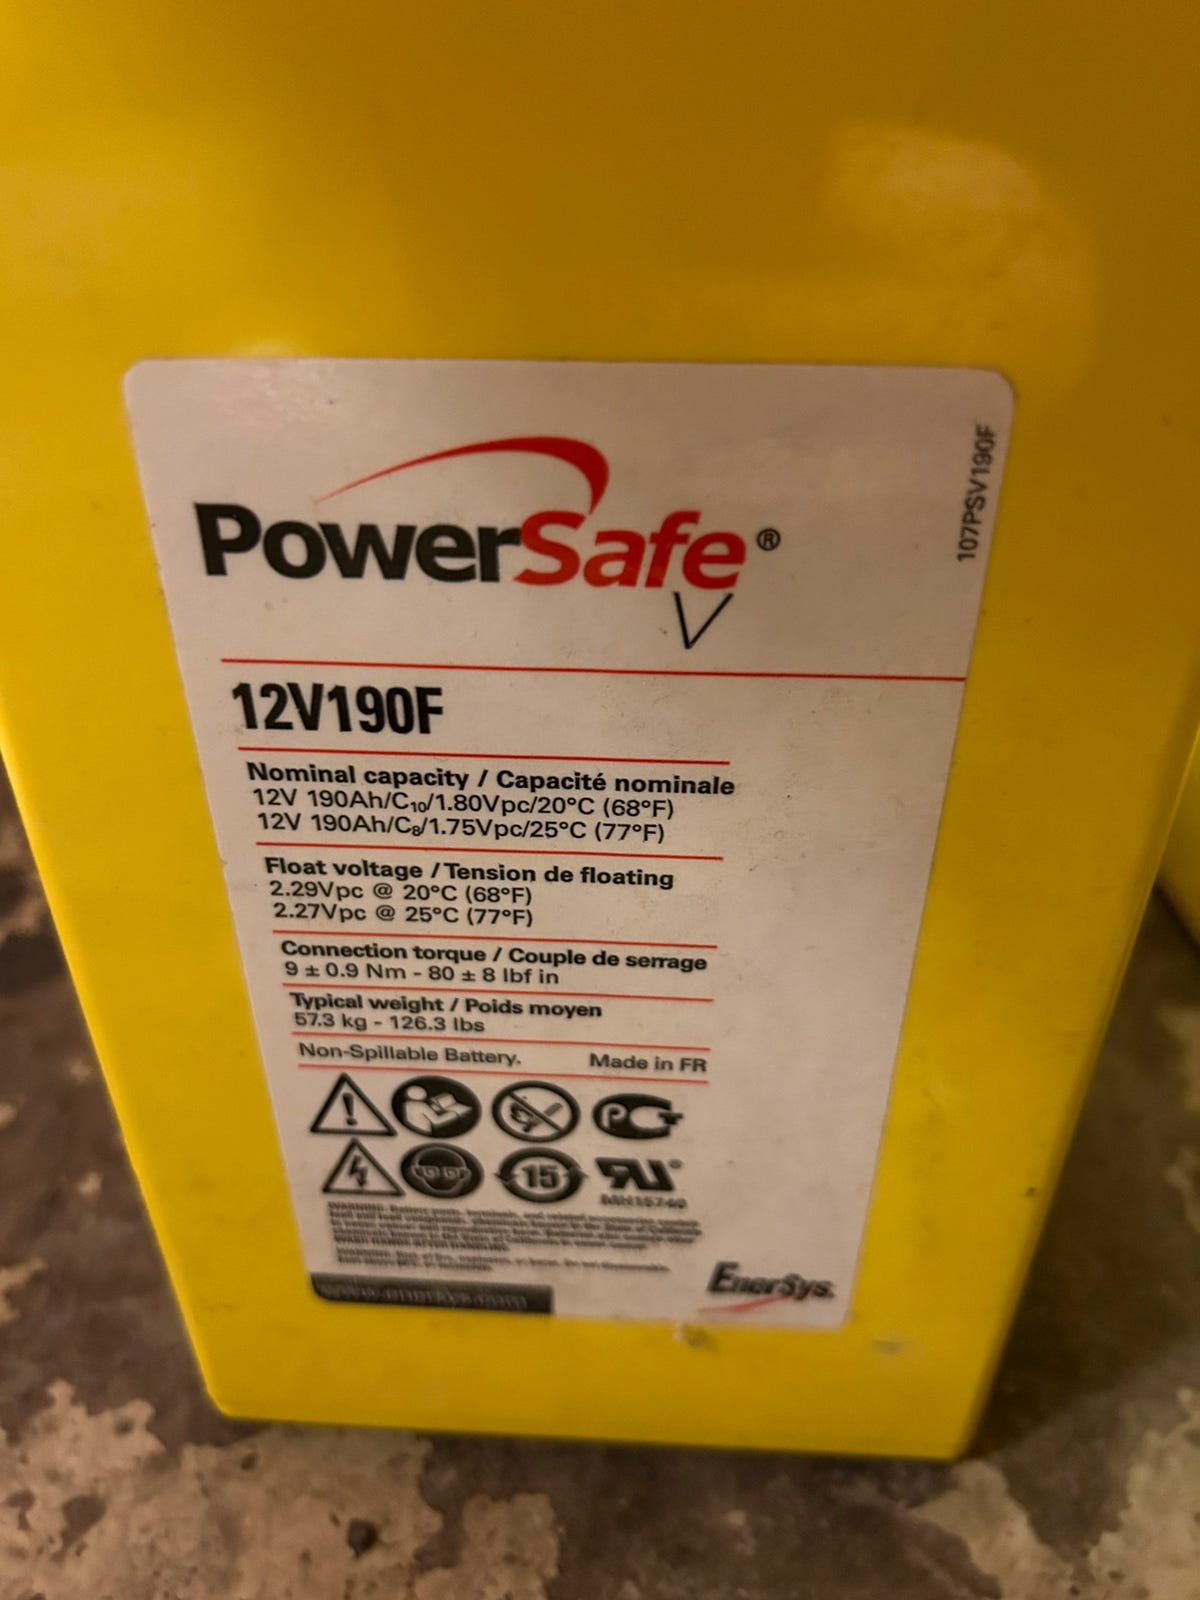 PowerSafe®
V
107PSV190F
12V190F
Nominal capacity / Capacité nominale
12V 190Ah/C10/1.80Vpc/20°C (68°F)
12V 190Ah/C8/1.75Vpc/25°C (77°F)
Float voltage / Tension de floating
2.29Vpc @ 20°C (68°F)
2.27Vpc @ 25°C (77°F)
Connection torque / Couple de serrage
9 ± 0.9 Nm - 80 ± 8 lbf in
Typical weight / Poids moyen
57.3 kg - 126.3 lbs
Non-Spillable Battery. Made in FR
15
MH15740
EnerSys.